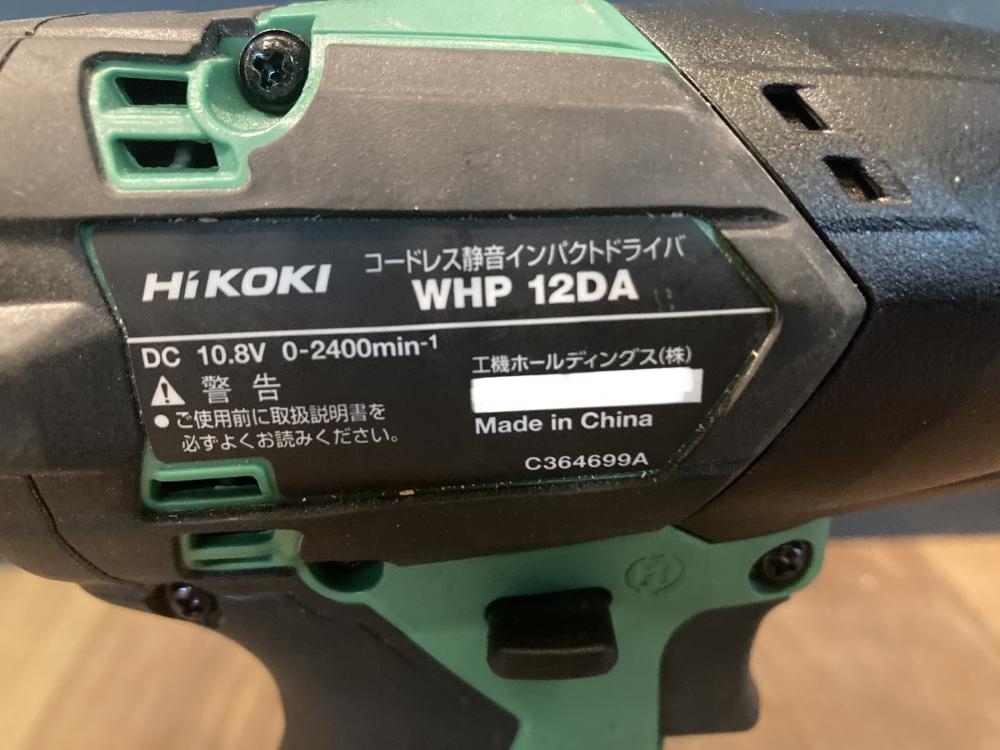 コードレス静音インパクトドライバ
HiKOKI WHP 12DA
DC 10.8V 0-2400min-1
工機ホールディングス(株)
警告
●ご使用前に取扱説明書を
必ずよくお読みください。
Made in China
C364699A